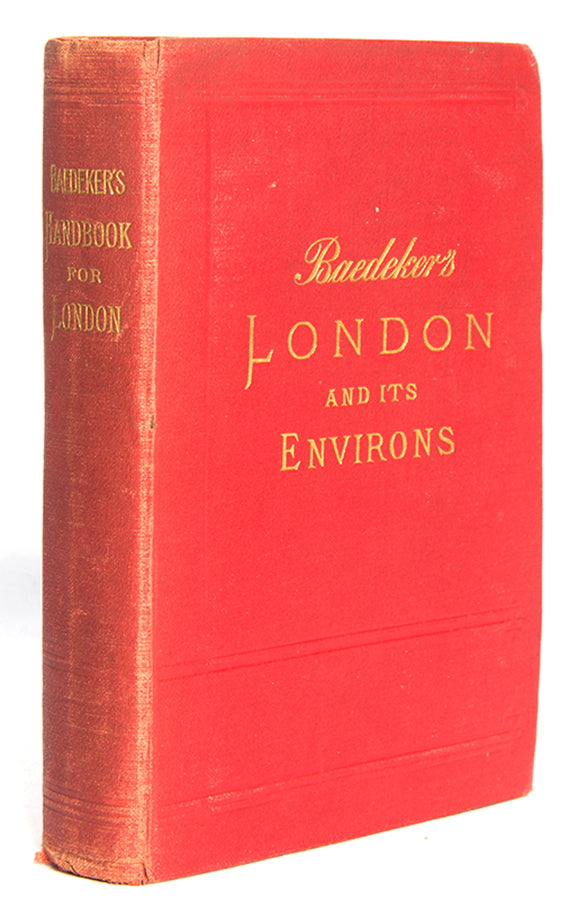 BAEDEKER'S
HANDBOOK
FOR
LONDON
Baedeker's
LONDON
AND ITS
ENVIRONS